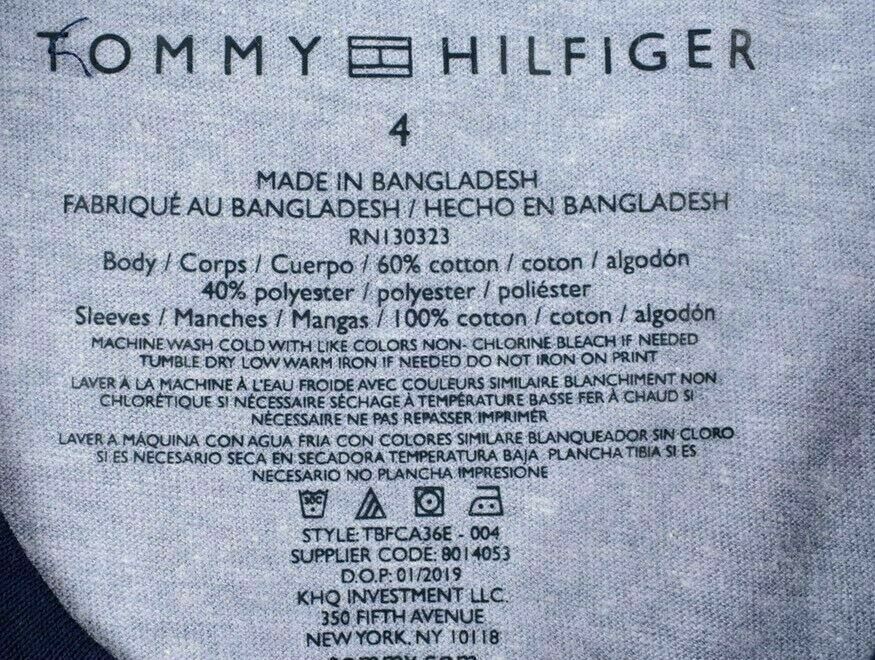 TOMMY HILFIGER
4
MADE IN BANGLADESH
FABRIQUÉ AU BANGLADESH / HECHO EN BANGLADESH
RN130323
Body / Corps / Cuerpo / 60% cotton / coton / algodón
40% polyester / polyester / poliéster
Sleeves / Manches / Mangas / 100% cotton / coton / algodón
MACHINE WASH COLD WITH LIKE COLORS NON- CHLORINE BLEACH IF NEEDED
TUMBLE DRY LOW WARM IRON IF NEEDED DO NOT IRON ON PRINT
LAVER À LA MACHINE À L'EAU FROIDE AVEC COULEURS SIMILAIRE BLANCHIMENT NON
CHLORÉTIQUE SI NÉCESSAIRE SÉCHAGE À TEMPÉRATURE BASSE FER À CHAUD SI
NÉCESSAIRE NE PAS REPASSER IMPRIMÉR
LAVER A MÁQUINA CON AGUA FRIA CON COLORES SIMILARE BLANQUEADOR SIN CLORO
SI ES NECESARIO SECA EN SECADORA TEMPERATURA BAJA PLANCHA TIBIA SI ES
NECESARIO NO PLANCHA IMPRESIONE
STYLE: TBFCA36E - 004
SUPPLIER CODE: 8014053
D.O.P: 01/2019
KHQ INVESTMENT LLC.
350 FIFTH AVENUE
NEW YORK, NY 10118
tommy.com